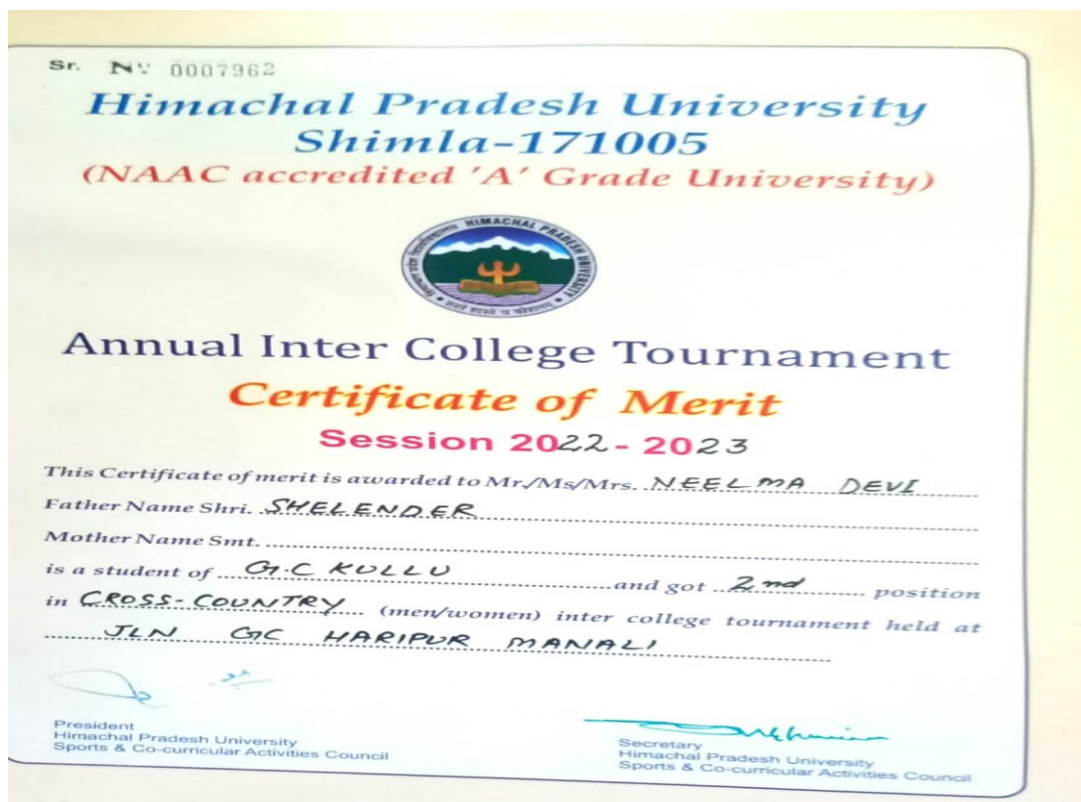 Sr. Nº 0007962
Himachal Pradesh University
Shimla-171005
(NAAC accredited 'A' Grade University)
HIMACHAL PRADESH UNIVERSITY
Annual Inter College Tournament
Certificate of Merit
Session 2022-2023
This Certificate of merit is awarded to Mr./Ms/Mrs. NEELMA DEVI
Father Name Shri. SHELENDER
Mother Name Smt.
is a student of G.C KULLU and got 2nd position
in CROSS-COUNTRY (men/women) inter college tournament held at
JLN GC HARIPUR MANALI
President
Himachal Pradesh University
Sports & Co-curricular Activities Council
Secretary
Himachal Pradesh University
Sports & Co-curricular Activities Council